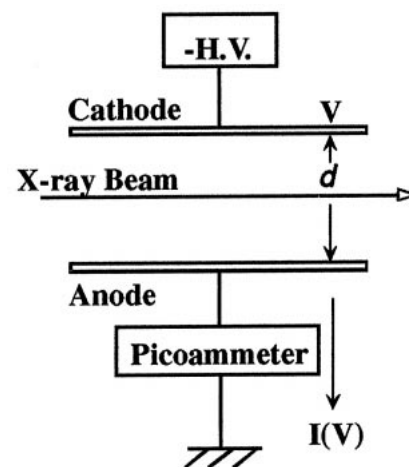 -H.V.
Cathode
V
X-ray Beam
d
Anode
Picoammeter
I(V)